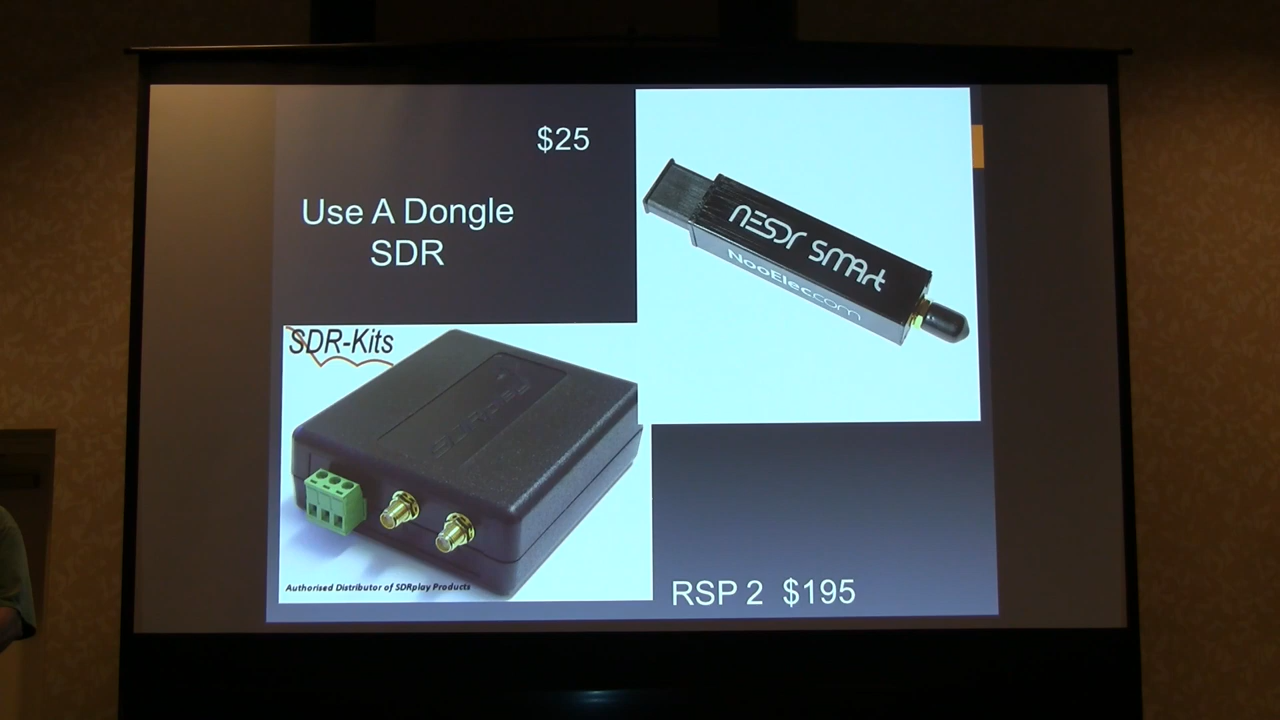 $25
Use A Dongle
SDR
nESDr smArt
NooElec.com
SDR-Kits
Authorised Distributor of SDRplay Products
RSP 2 $195